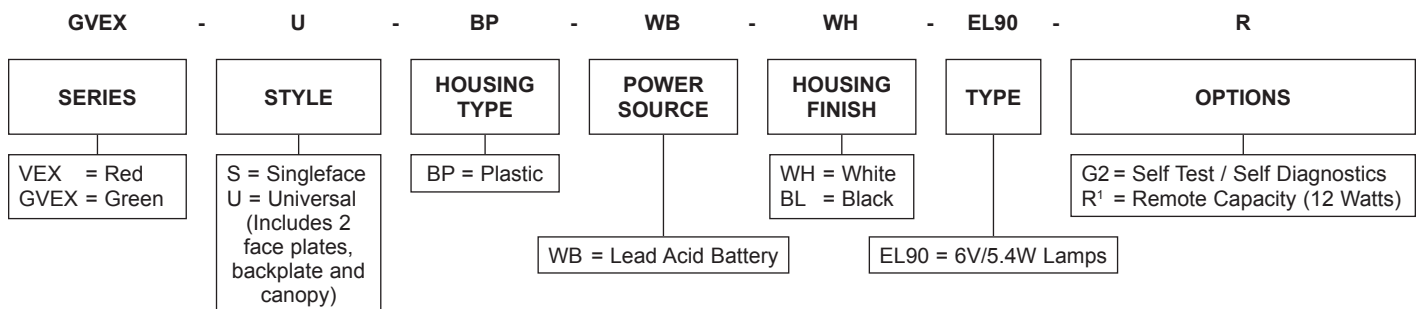 GVEX - U - BP - WB - WH - EL90 - R
SERIES
STYLE
HOUSING
TYPE
POWER
SOURCE
HOUSING
FINISH
TYPE
OPTIONS
VEX = Red
GVEX = Green
S = Singleface
U = Universal
(Includes 2
face plates,
backplate and
canopy)
BP = Plastic
WB = Lead Acid Battery
WH = White
BL = Black
EL90 = 6V/5.4W Lamps
G2 = Self Test / Self Diagnostics
R¹ = Remote Capacity (12 Watts)